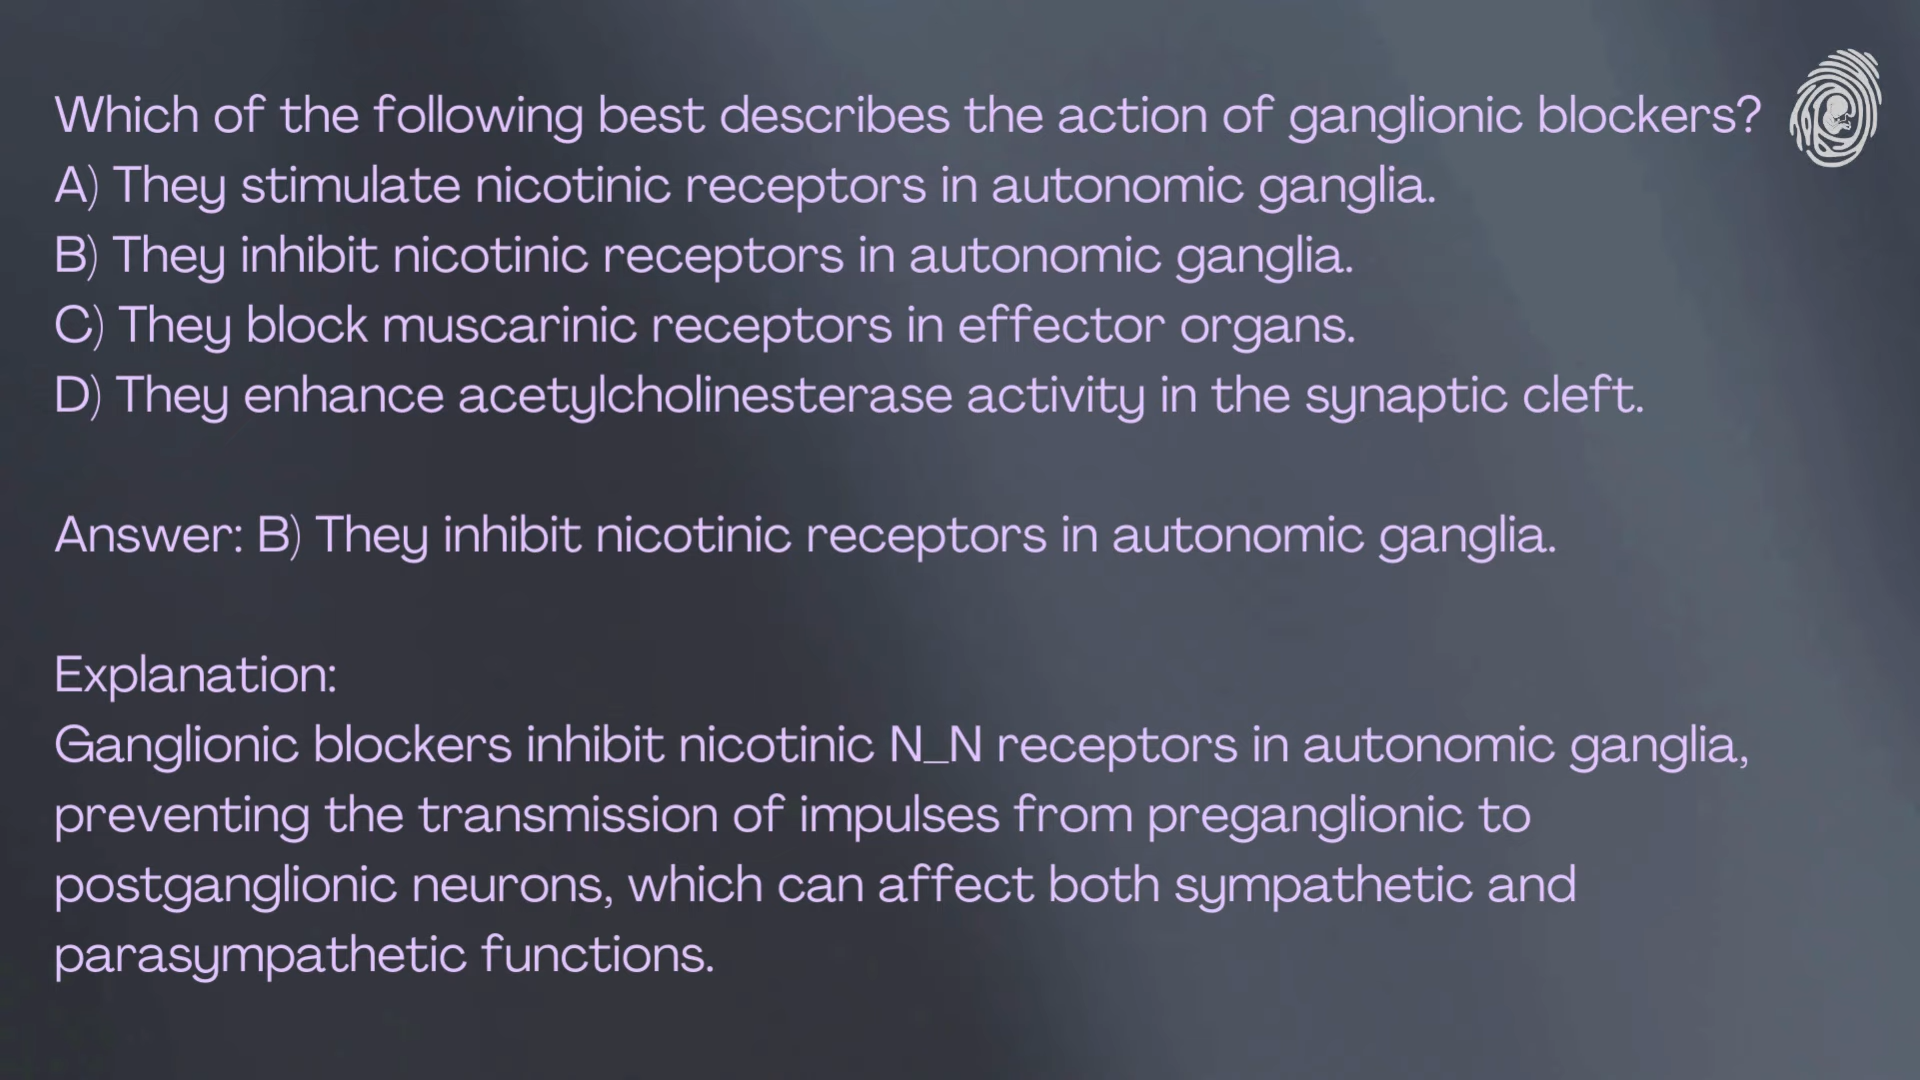 Which of the following best describes the action of ganglionic blockers?
A) They stimulate nicotinic receptors in autonomic ganglia.
B) They inhibit nicotinic receptors in autonomic ganglia.
C) They block muscarinic receptors in effector organs.
D) They enhance acetylcholinesterase activity in the synaptic cleft.
Answer: B) They inhibit nicotinic receptors in autonomic ganglia.
Explanation:
Ganglionic blockers inhibit nicotinic N_N receptors in autonomic ganglia,
preventing the transmission of impulses from preganglionic to
postganglionic neurons, which can affect both sympathetic and
parasympathetic functions.